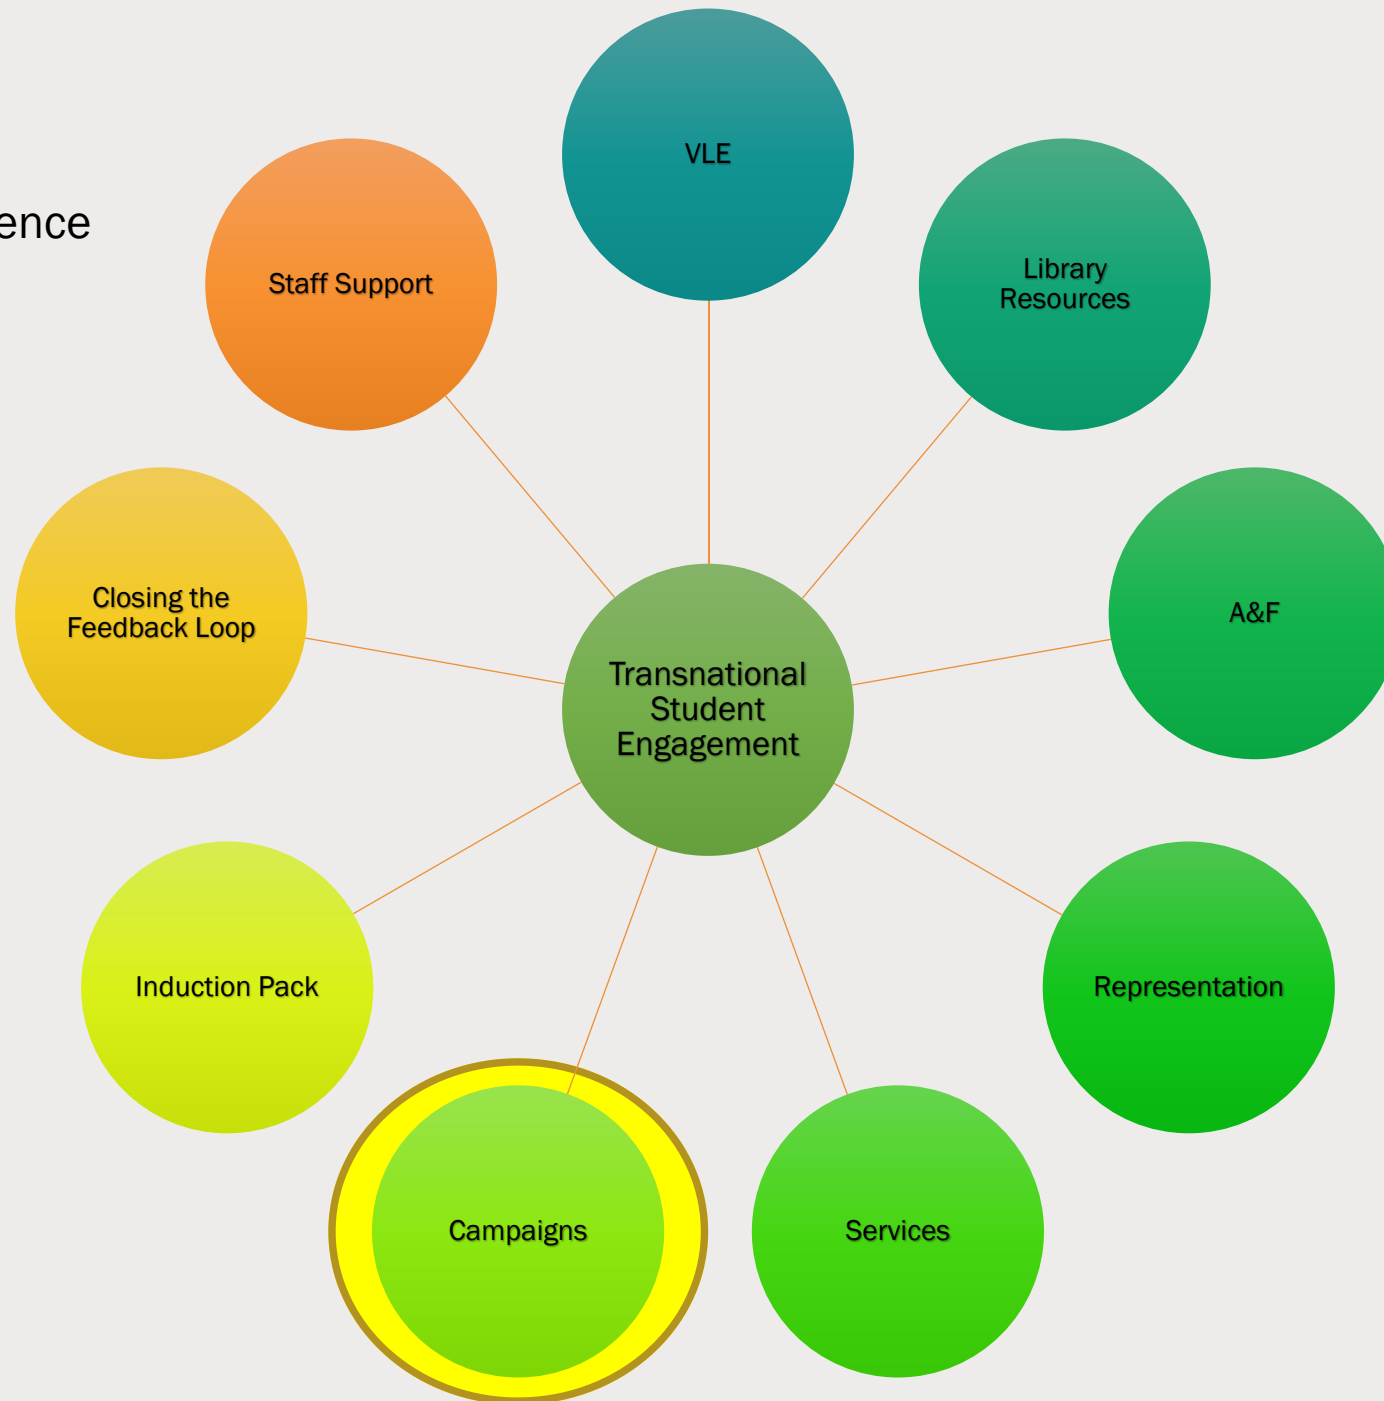 ence
VLE
Staff Support
Library
Resources
Closing the
Feedback Loop
A&F
Transnational
Student
Engagement
Induction Pack
Representation
Campaigns
Services